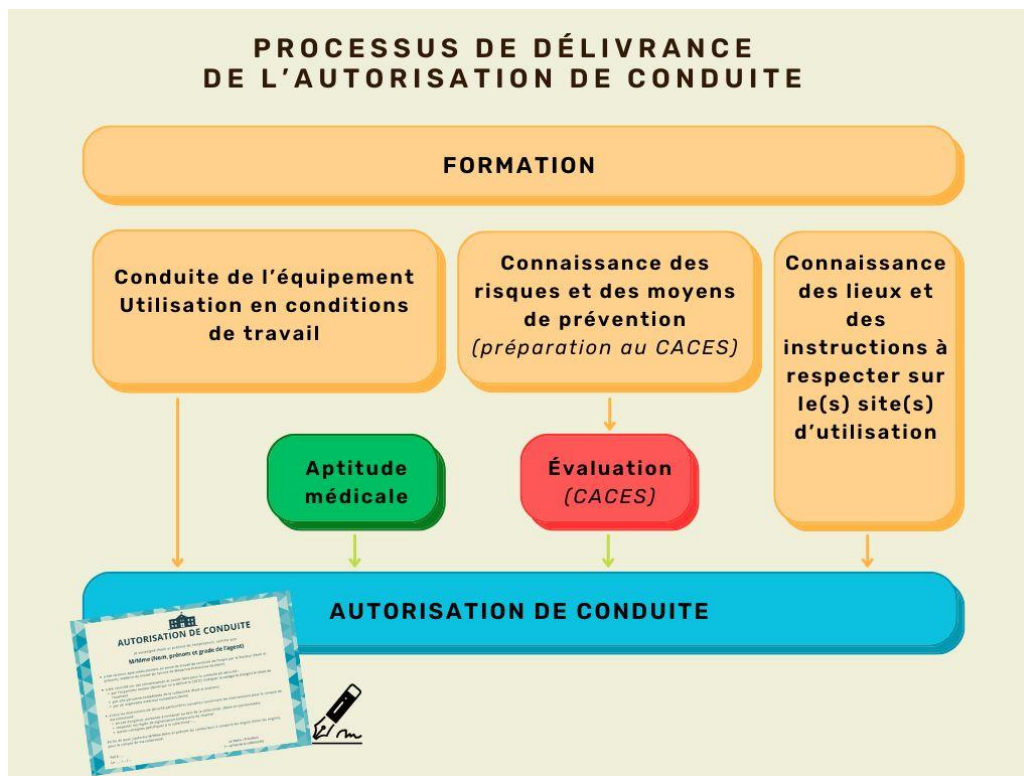 PROCESSUS DE DÉLIVRANCE
DE L'AUTORISATION DE CONDUITE
FORMATION
Conduite de l'équipement
Utilisation en conditions
de travail
Connaissance des
risques et des moyens
de prévention
(préparation au CACES)
Connaissance
des lieux et
des
instructions à
respecter sur
le(s) site(s)
d'utilisation
Aptitude
médicale
Évaluation
(CACES)
AUTORISATION DE CONDUITE
AUTORISATION DE CONDUITE
M/Mme (Nom, prénom et grade de l'agent)